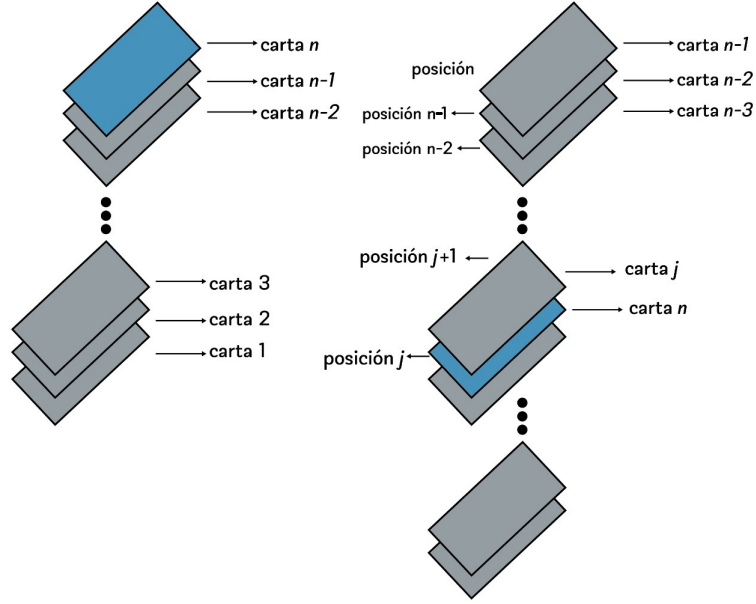 carta n
carta n-1
carta n-2
carta 3
carta 2
carta 1
posición
carta n-1
posición n-1
carta n-2
posición n-2
carta n-3
posición j+1
carta j
carta n
posición j